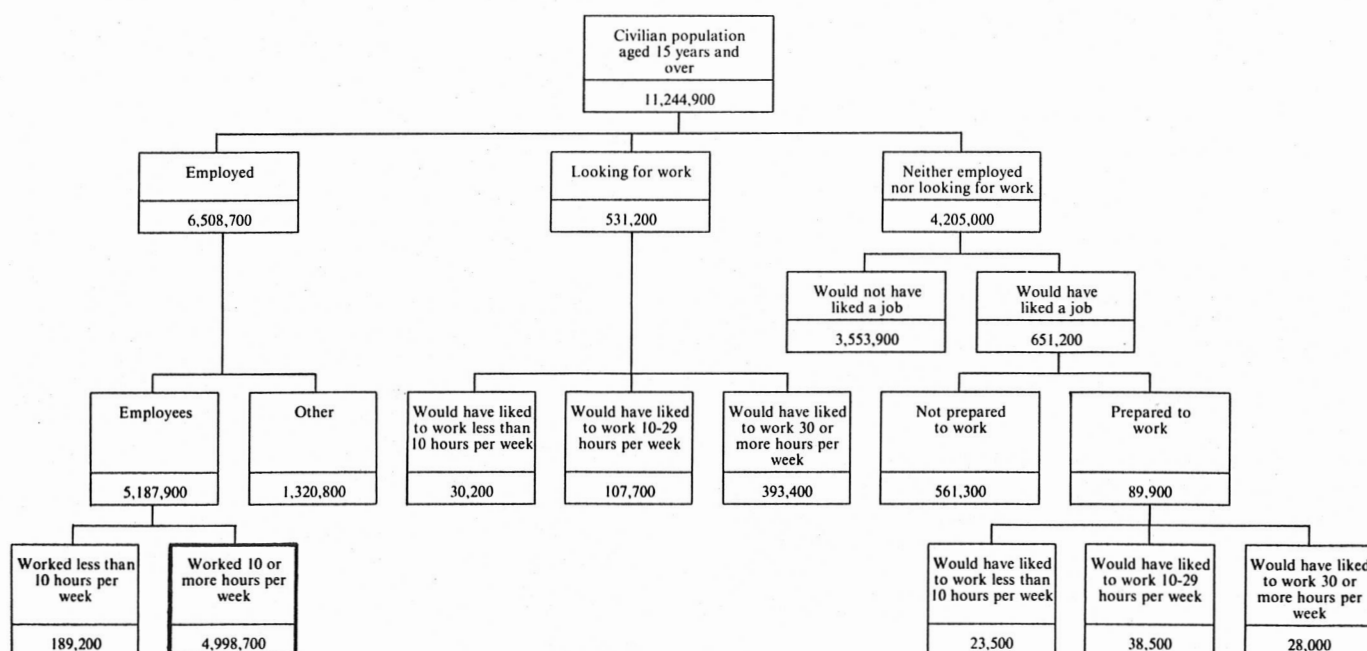 Civilian population
aged 15 years and
over
11,244,900
Employed
6,508,700
Looking for work
531,200
Neither employed
nor looking for work
4,205,000
Would not have
liked a job
3,553,900
Would have
liked a job
651,200
Employees
5,187,900
Other
1,320,800
Would have liked
to work less than
10 hours per week
30,200
Would have liked
to work 10-29
hours per week
107,700
Would have liked
to work 30 or
more hours per
week
393,400
Not prepared
to work
561,300
Prepared to
work
89,900
Worked less than
10 hours per
week
189,200
Worked 10 or
more hours per
week
4,998,700
Would have liked
to work less than
10 hours per week
23,500
Would have liked
to work 10-29
hours per week
38,500
Would have liked
to work 30 or
more hours per
week
28,000